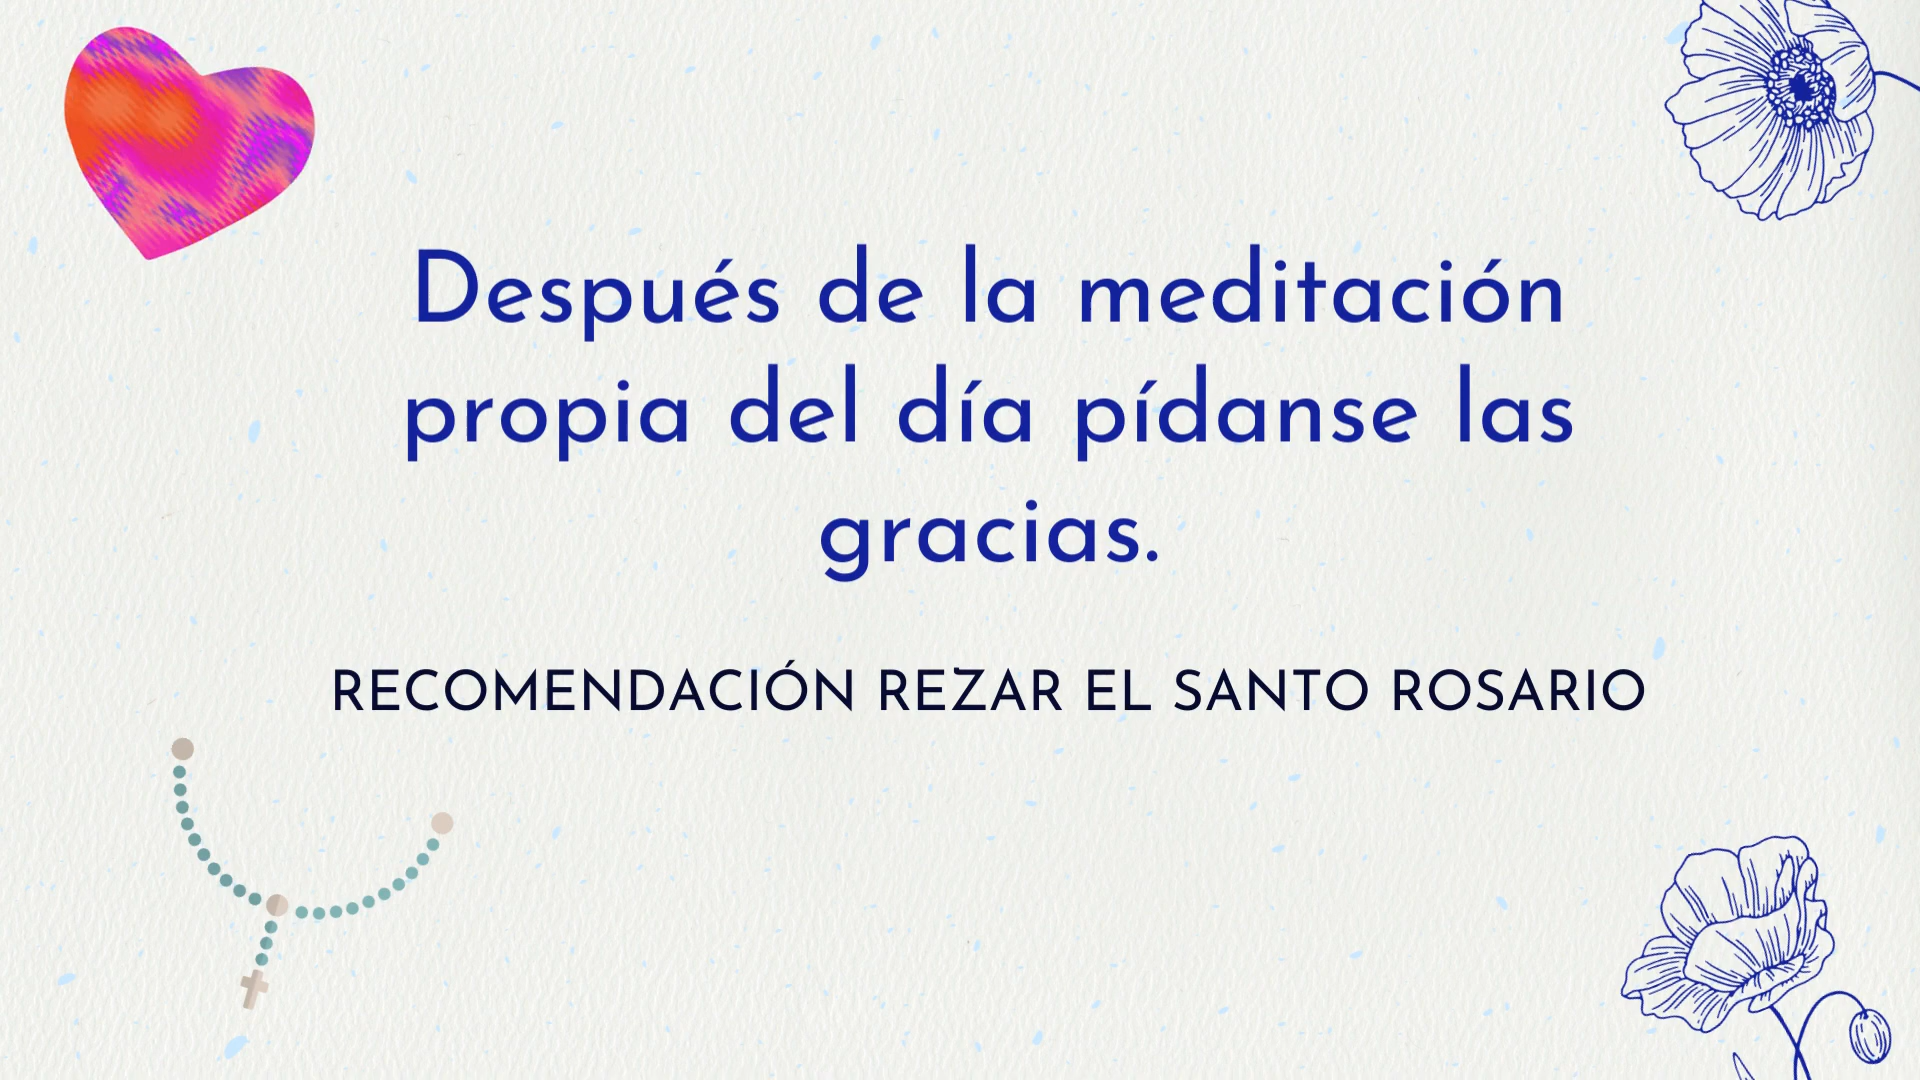 Después de la meditación
propia del día pídanse las
gracias.
RECOMENDACIÓN REZAR EL SANTO ROSARIO